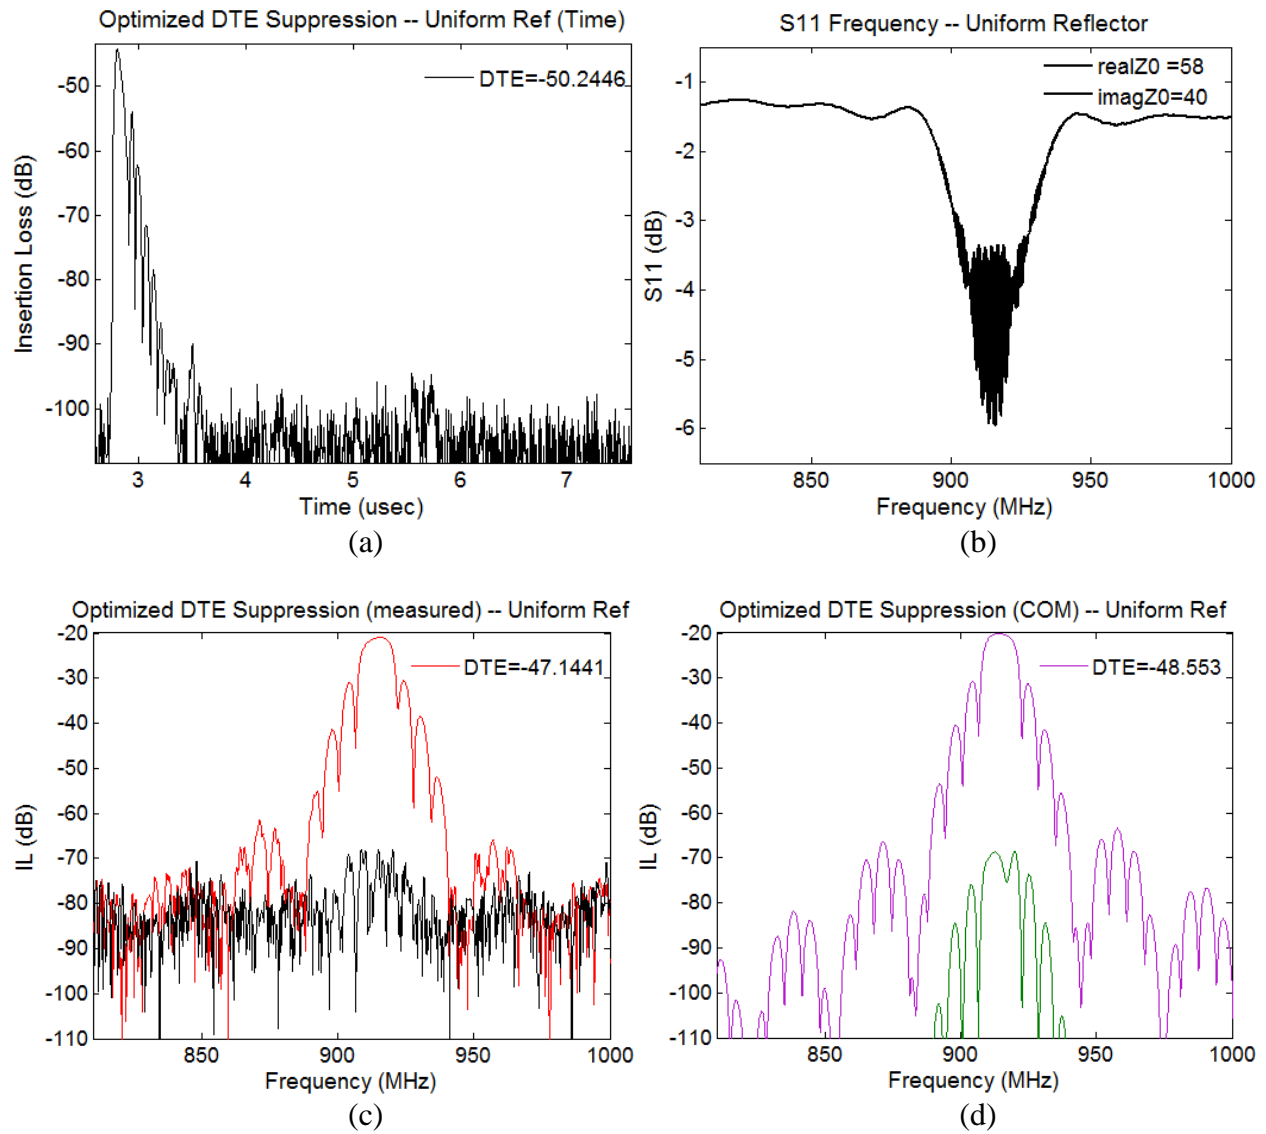 Optimized DTE Suppression -- Uniform Ref (Time)
DTE=-50.2446
-50
-60
-70
-80
-90
-100
Insertion Loss (dB)
3 4 5 6 7
Time (usec)
(a)
S11 Frequency -- Uniform Reflector
realZ0 =58
imagZ0=40
-1
-2
-3
-4
-5
-6
S11 (dB)
850 900 950 1000
Frequency (MHz)
(b)
Optimized DTE Suppression (measured) -- Uniform Ref
DTE=-47.1441
-20
-30
-40
-50
-60
-70
-80
-90
-100
-110
IL (dB)
850 900 950 1000
Frequency (MHz)
(c)
Optimized DTE Suppression (COM) -- Uniform Ref
DTE=-48.553
-20
-30
-40
-50
-60
-70
-80
-90
-100
-110
IL (dB)
850 900 950 1000
Frequency (MHz)
(d)